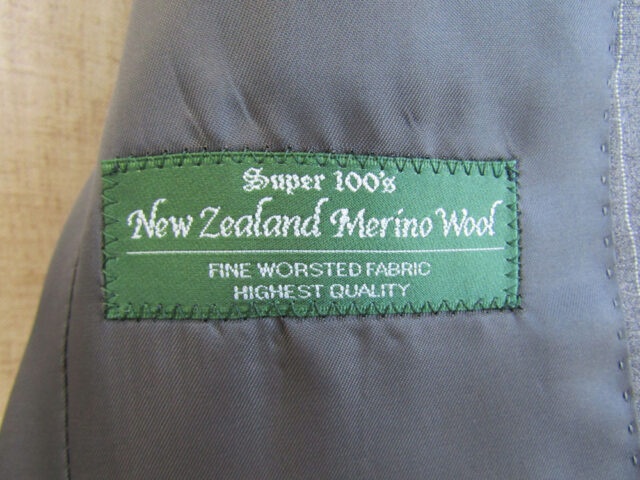 Super 100's
New Zealand Merino Wool
FINE WORSTED FABRIC
HIGHEST QUALITY